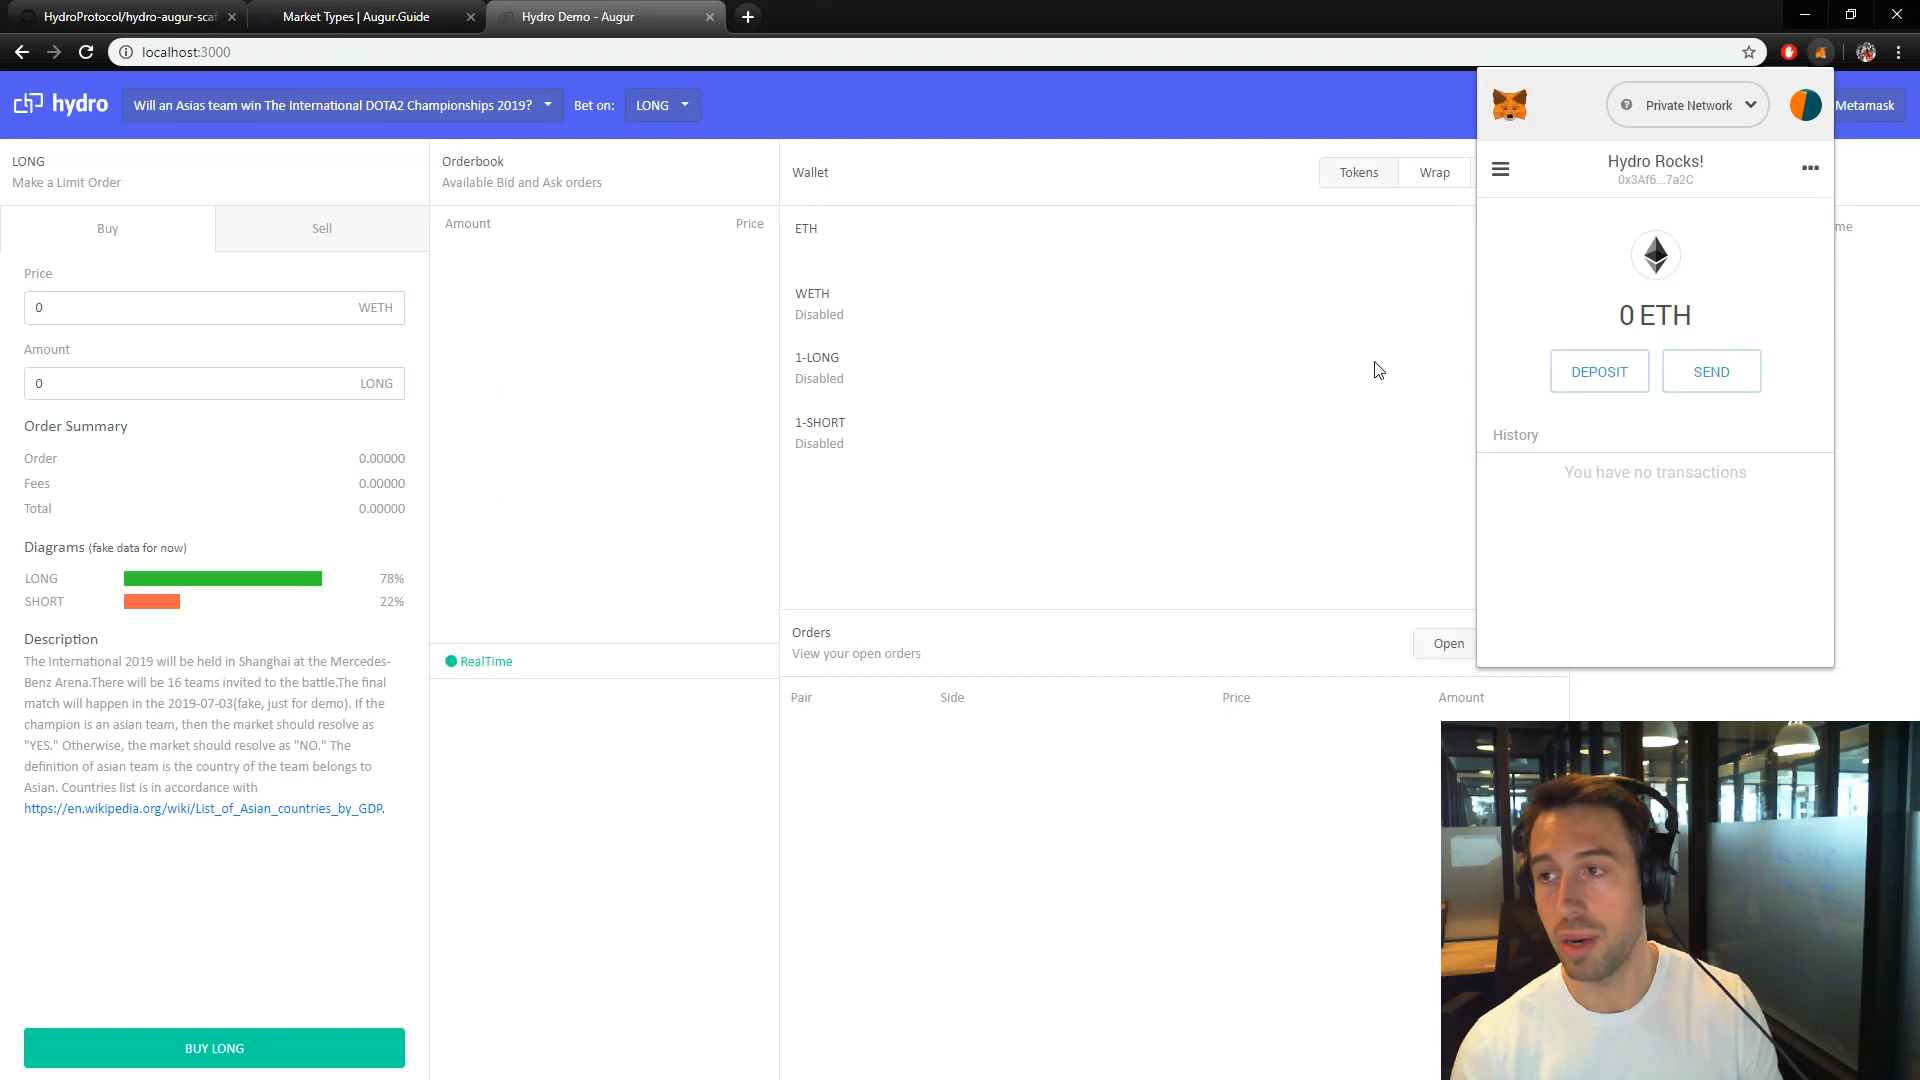 HydroProtocol/hydro-augur-scaf
Market Types | Augur.Guide
Hydro Demo - Augur
localhost:3000
hydro
Will an Asias team win The International DOTA2 Championships 2019?
Bet on:
LONG
Private Network
Metamask
LONG
Make a Limit Order
Buy
Sell
Price
0
WETH
Amount
0
LONG
Order Summary
Order
0.00000
Fees
0.00000
Total
0.00000
Diagrams (fake data for now)
LONG
78%
SHORT
22%
Description
The International 2019 will be held in Shanghai at the Mercedes-
Benz Arena.There will be 16 teams invited to the battle.The final
match will happen in the 2019-07-03(fake, just for demo). If the
champion is an asian team, then the market should resolve as
"YES." Otherwise, the market should resolve as "NO." The
definition of asian team is the country of the team belongs to
Asian. Countries list is in accordance with
https://en.wikipedia.org/wiki/List_of_Asian_countries_by_GDP.
BUY LONG
Orderbook
Available Bid and Ask orders
Amount
Price
RealTime
Wallet
Tokens
Wrap
ETH
WETH
Disabled
1-LONG
Disabled
1-SHORT
Disabled
Orders
View your open orders
Open
Pair
Side
Price
Amount
Hydro Rocks!
0x3Af6...7a2C
0 ETH
DEPOSIT
SEND
History
You have no transactions
me